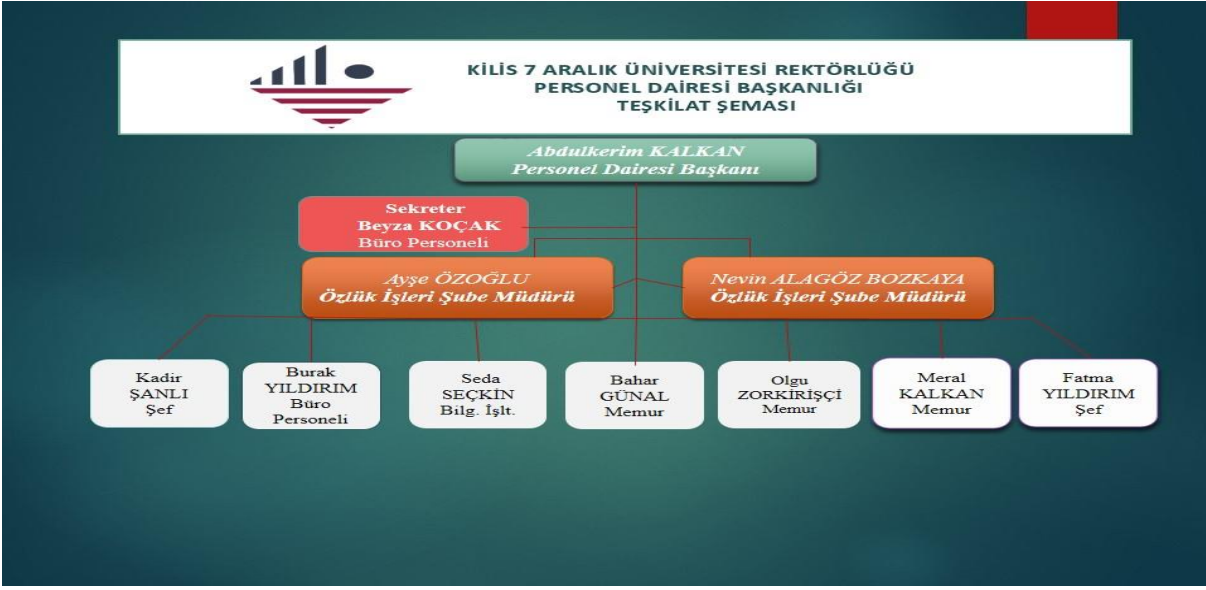 KİLİS 7 ARALIK ÜNİVERSİTESİ REKTÖRLÜĞÜ
PERSONEL DAİRESİ BAŞKANLIĞI
TEŞKİLAT ŞEMASI
Abdulkerim KALKAN
Personel Dairesi Başkanı
Sekreter
Beyza KOÇAK
Büro Personeli
Ayşe ÖZOĞLU
Özlük İşleri Şube Müdürü
Nevin ALAGÖZ BOZKAYA
Özlük İşleri Şube Müdürü
Kadir
ŞANLI
Şef
Burak
YILDIRIM
Büro
Personeli
Seda
SEÇKİN
Bilg. İşlt.
Bahar
GÜNAL
Memur
Olgu
ZORKİRİŞÇİ
Memur
Meral
KALKAN
Memur
Fatma
YILDIRIM
Şef